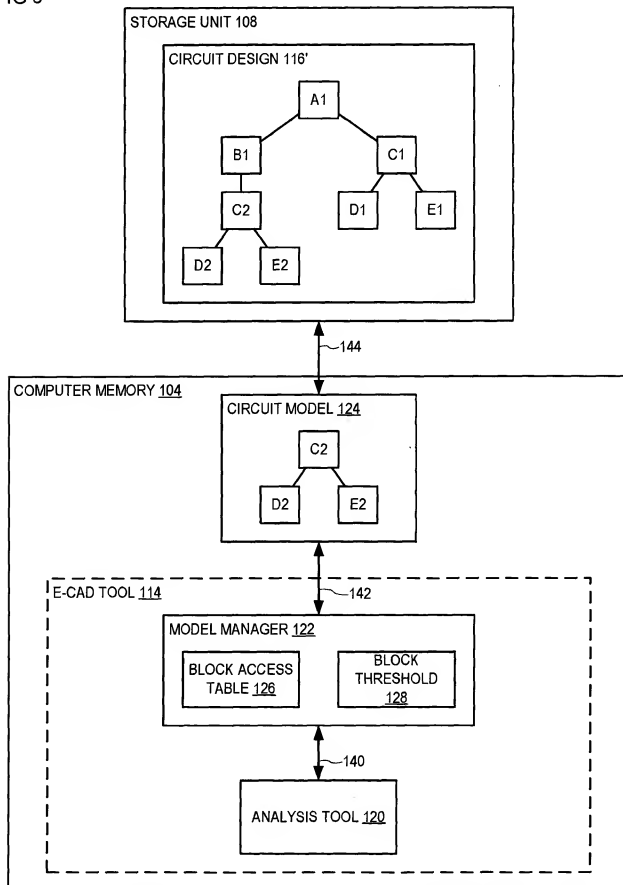 STORAGE UNIT 108
CIRCUIT DESIGN 116'
A1
B1
C1
C2
D1
E1
D2
E2
144
COMPUTER MEMORY 104
CIRCUIT MODEL 124
C2
D2
E2
142
E-CAD TOOL 114
MODEL MANAGER 122
BLOCK ACCESS
TABLE 126
BLOCK
THRESHOLD
128
140
ANALYSIS TOOL 120